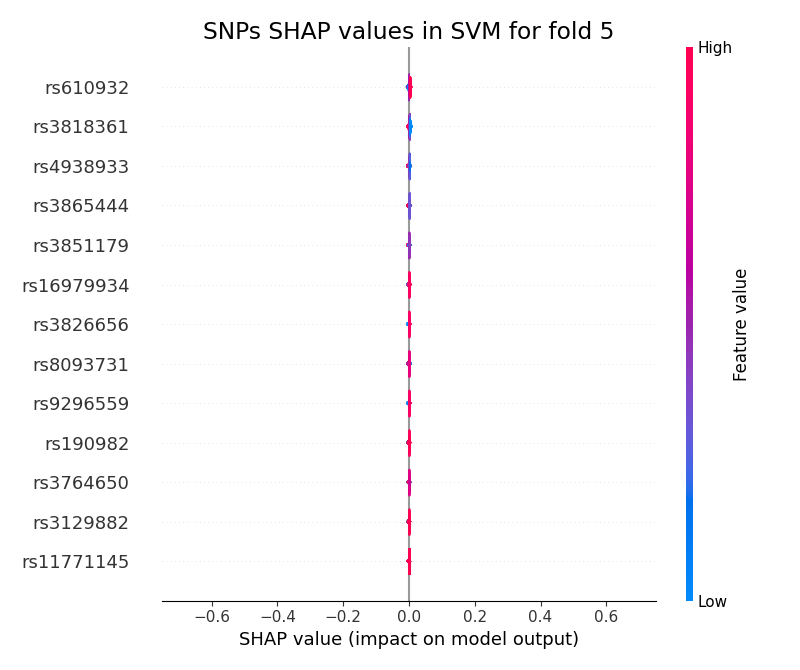 SNPs SHAP values in SVM for fold 5
High
rs610932
rs3818361
rs4938933
rs3865444
rs3851179
rs16979934
rs3826656
rs8093731
rs9296559
rs190982
rs3764650
rs3129882
rs11771145
Feature value
Low
−0.6 −0.4 −0.2 0.0 0.2 0.4 0.6
SHAP value (impact on model output)